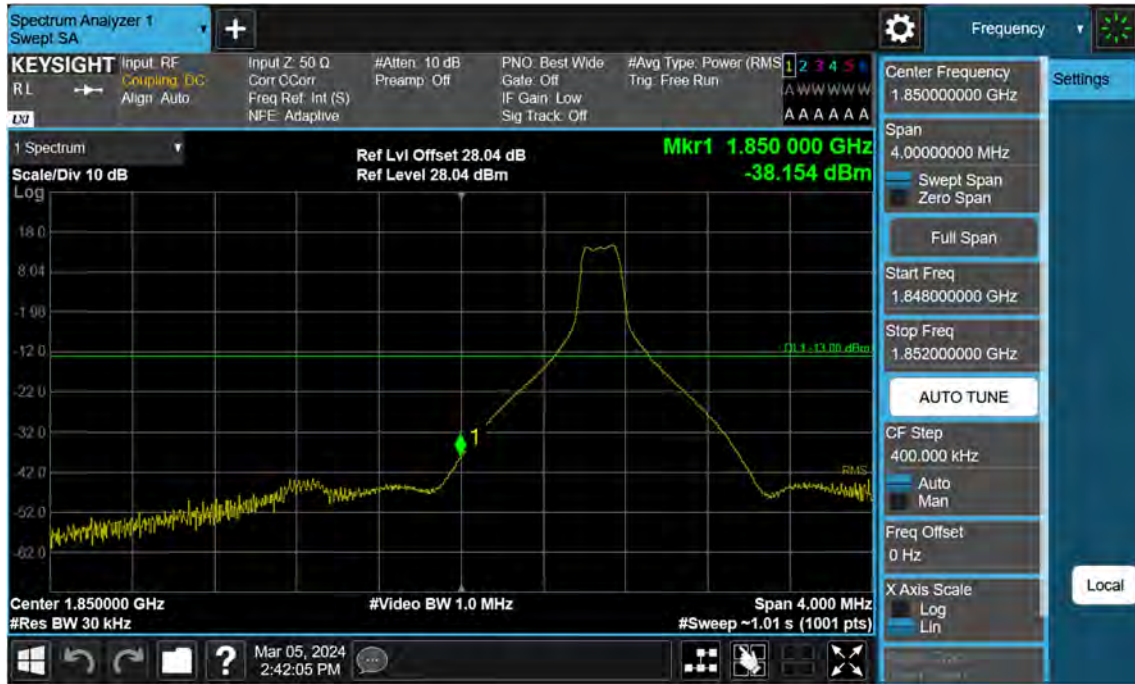 Spectrum Analyzer 1
Swept SA
Frequency
KEYSIGHT
R L
LXI
Input: RF
Coupling: DC
Align: Auto
Input Z: 50 Ω
Corr CCorr
Freq Ref: Int (S)
NFE: Adaptive
#Atten: 10 dB
Preamp: Off
PNO: Best Wide
Gate: Off
IF Gain: Low
Sig Track: Off
#Avg Type: Power (RMS
Trig: Free Run
1 2 3 4 5 6
A W W W W W
A A A A A A
1 Spectrum
Scale/Div 10 dB
Log
Ref Lvl Offset 28.04 dB
Ref Level 28.04 dBm
Mkr1 1.850 000 GHz
-38.154 dBm
18.0
8.04
-1.96
-12.0
-22.0
-32.0
-42.0
-52.0
-62.0
DL1 -13.00 dBm
1
RMS
Center 1.850000 GHz
#Res BW 30 kHz
#Video BW 1.0 MHz
Span 4.000 MHz
#Sweep ~1.01 s (1001 pts)
Mar 05, 2024
2:42:05 PM
?
Center Frequency
1.850000000 GHz
Span
4.00000000 MHz
Swept Span
Zero Span
Full Span
Start Freq
1.848000000 GHz
Stop Freq
1.852000000 GHz
AUTO TUNE
CF Step
400.000 kHz
Auto
Man
Freq Offset
0 Hz
X Axis Scale
Log
Lin
Settings
Local